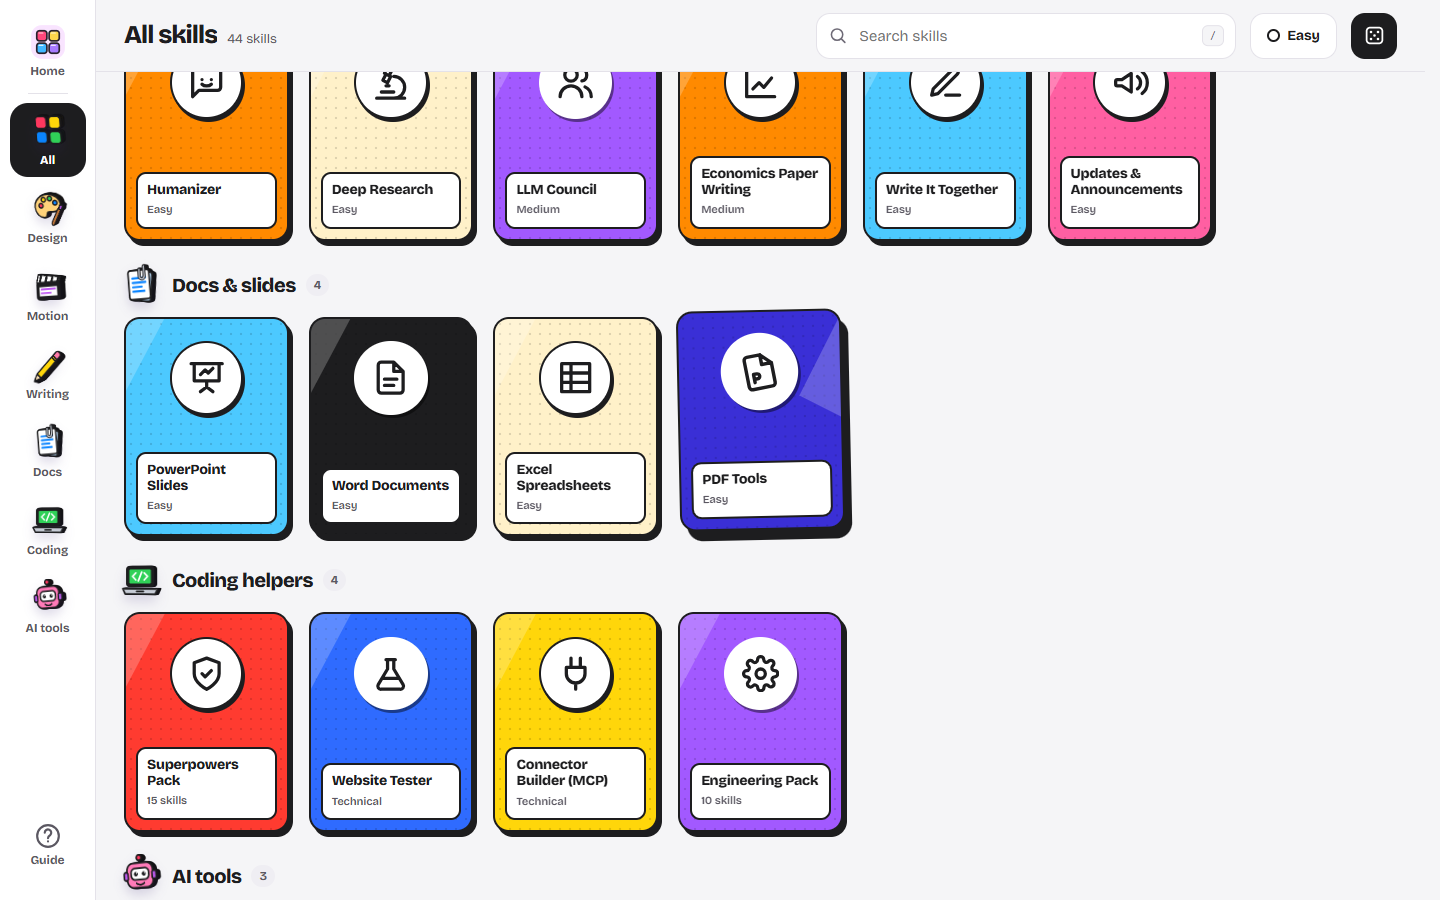 All skills
44 skills
Search skills
/
Easy
Home
All
Design
Motion
Writing
Docs
Coding
AI tools
Guide
Humanizer
Easy
Deep Research
Easy
LLM Council
Medium
Economics Paper
Writing
Medium
Write It Together
Easy
Updates &
Announcements
Easy
Docs & slides
4
PowerPoint
Slides
Easy
Word Documents
Easy
Excel
Spreadsheets
Easy
P
PDF Tools
Easy
Coding helpers
4
Superpowers
Pack
15 skills
Website Tester
Technical
Connector
Builder (MCP)
Technical
Engineering Pack
10 skills
AI tools
3